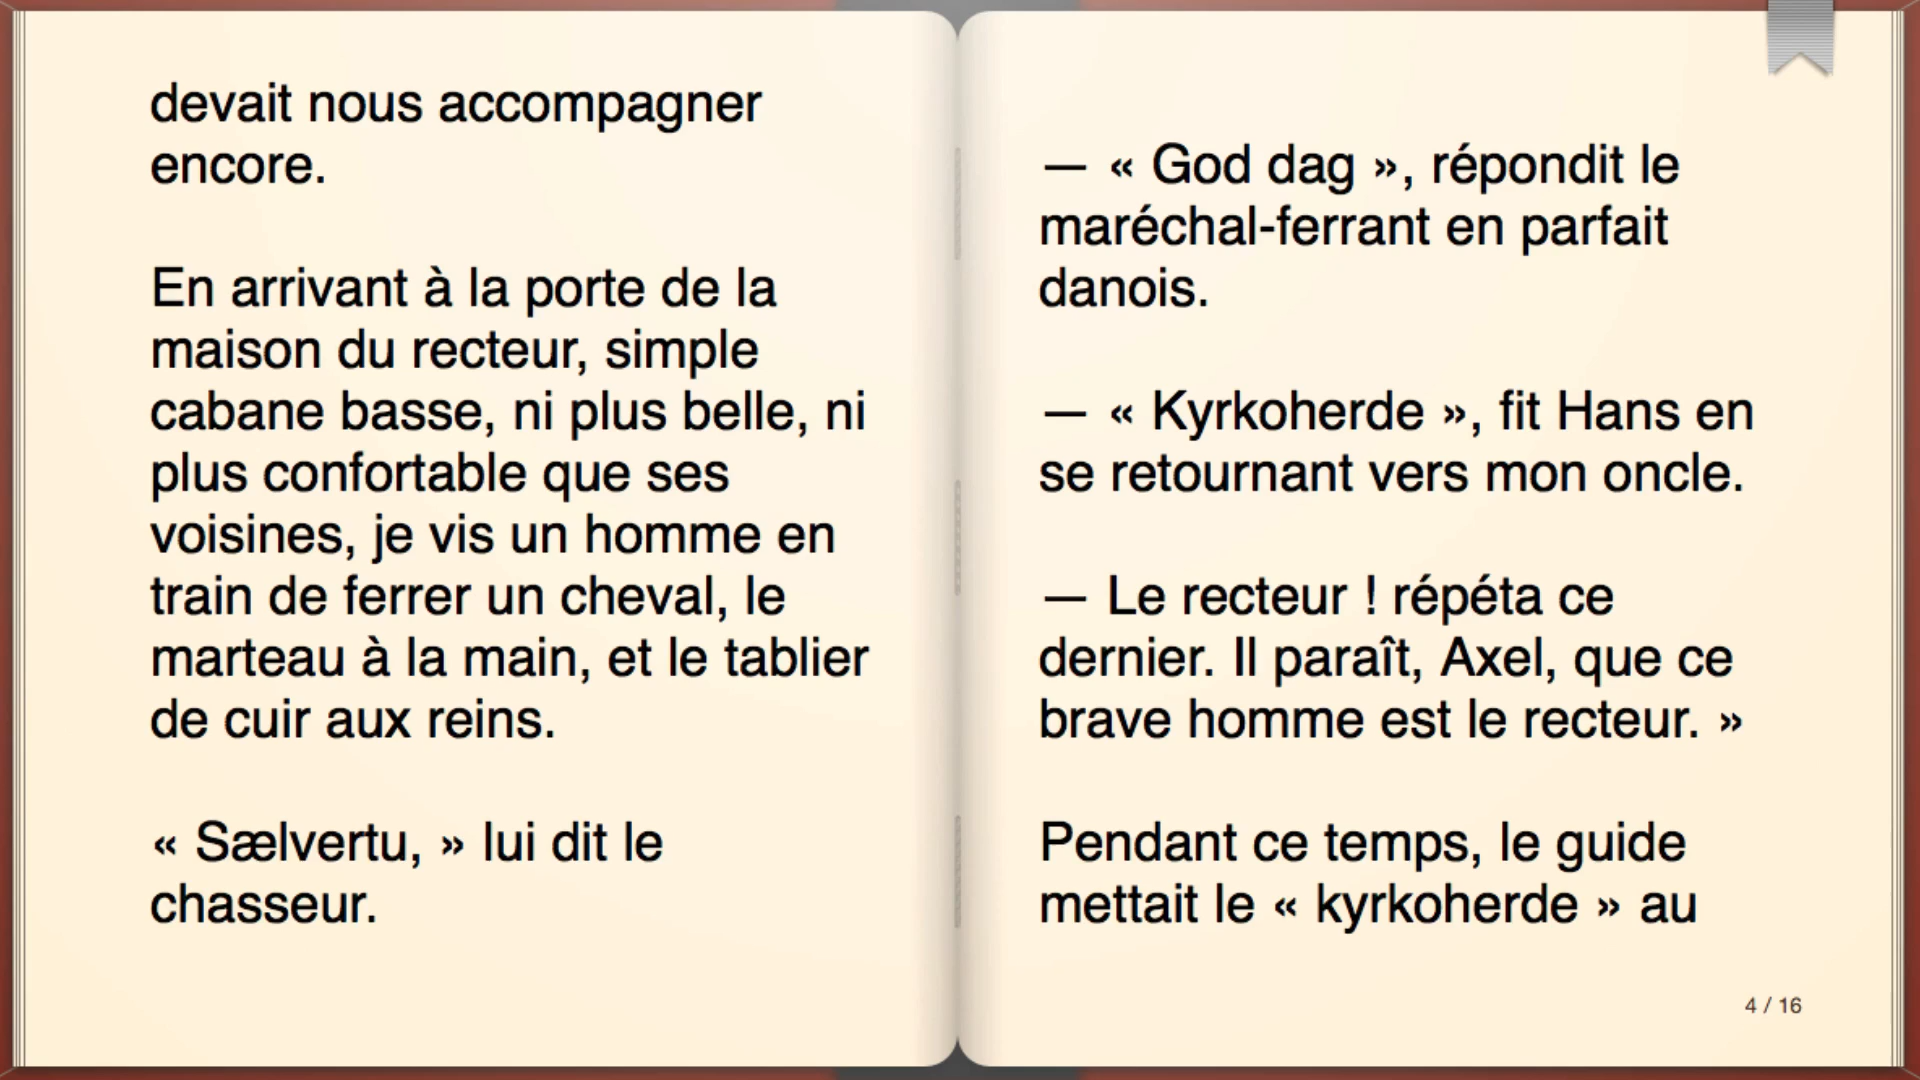 devait nous accompagner
encore.
En arrivant à la porte de la
maison du recteur, simple
cabane basse, ni plus belle, ni
plus confortable que ses
voisines, je vis un homme en
train de ferrer un cheval, le
marteau à la main, et le tablier
de cuir aux reins.
« Sælvertu, » lui dit le
chasseur.
— « God dag », répondit le
maréchal-ferrant en parfait
danois.
— « Kyrkoherde », fit Hans en
se retournant vers mon oncle.
— Le recteur ! répéta ce
dernier. Il paraît, Axel, que ce
brave homme est le recteur. »
Pendant ce temps, le guide
mettait le « kyrkoherde » au
4 / 16